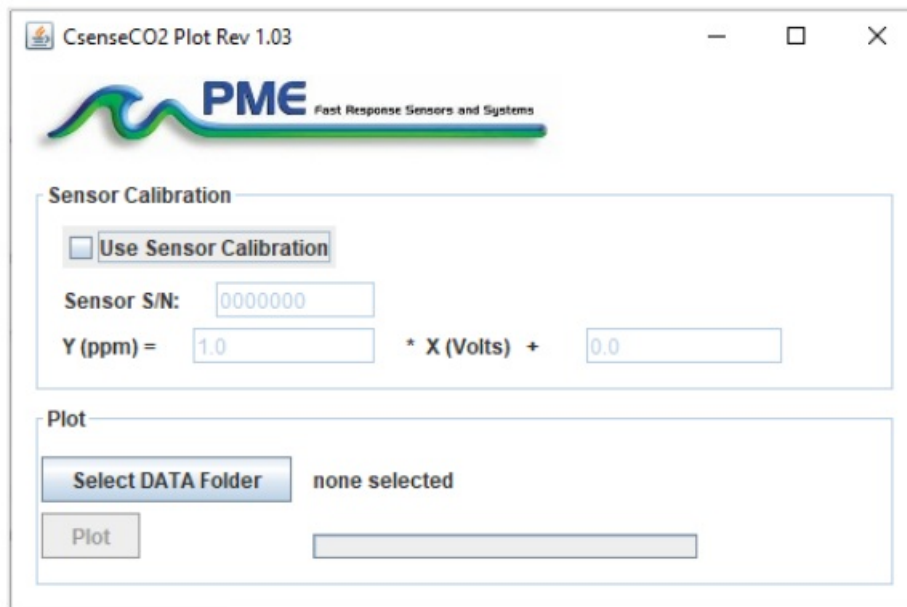 CsenseCO2 Plot Rev 1.03
PME Fast Response Sensors and Systems
Sensor Calibration
Use Sensor Calibration
Sensor S/N: 0000000
Y (ppm) = 1.0 * X (Volts) + 0.0
Plot
Select DATA Folder none selected
Plot